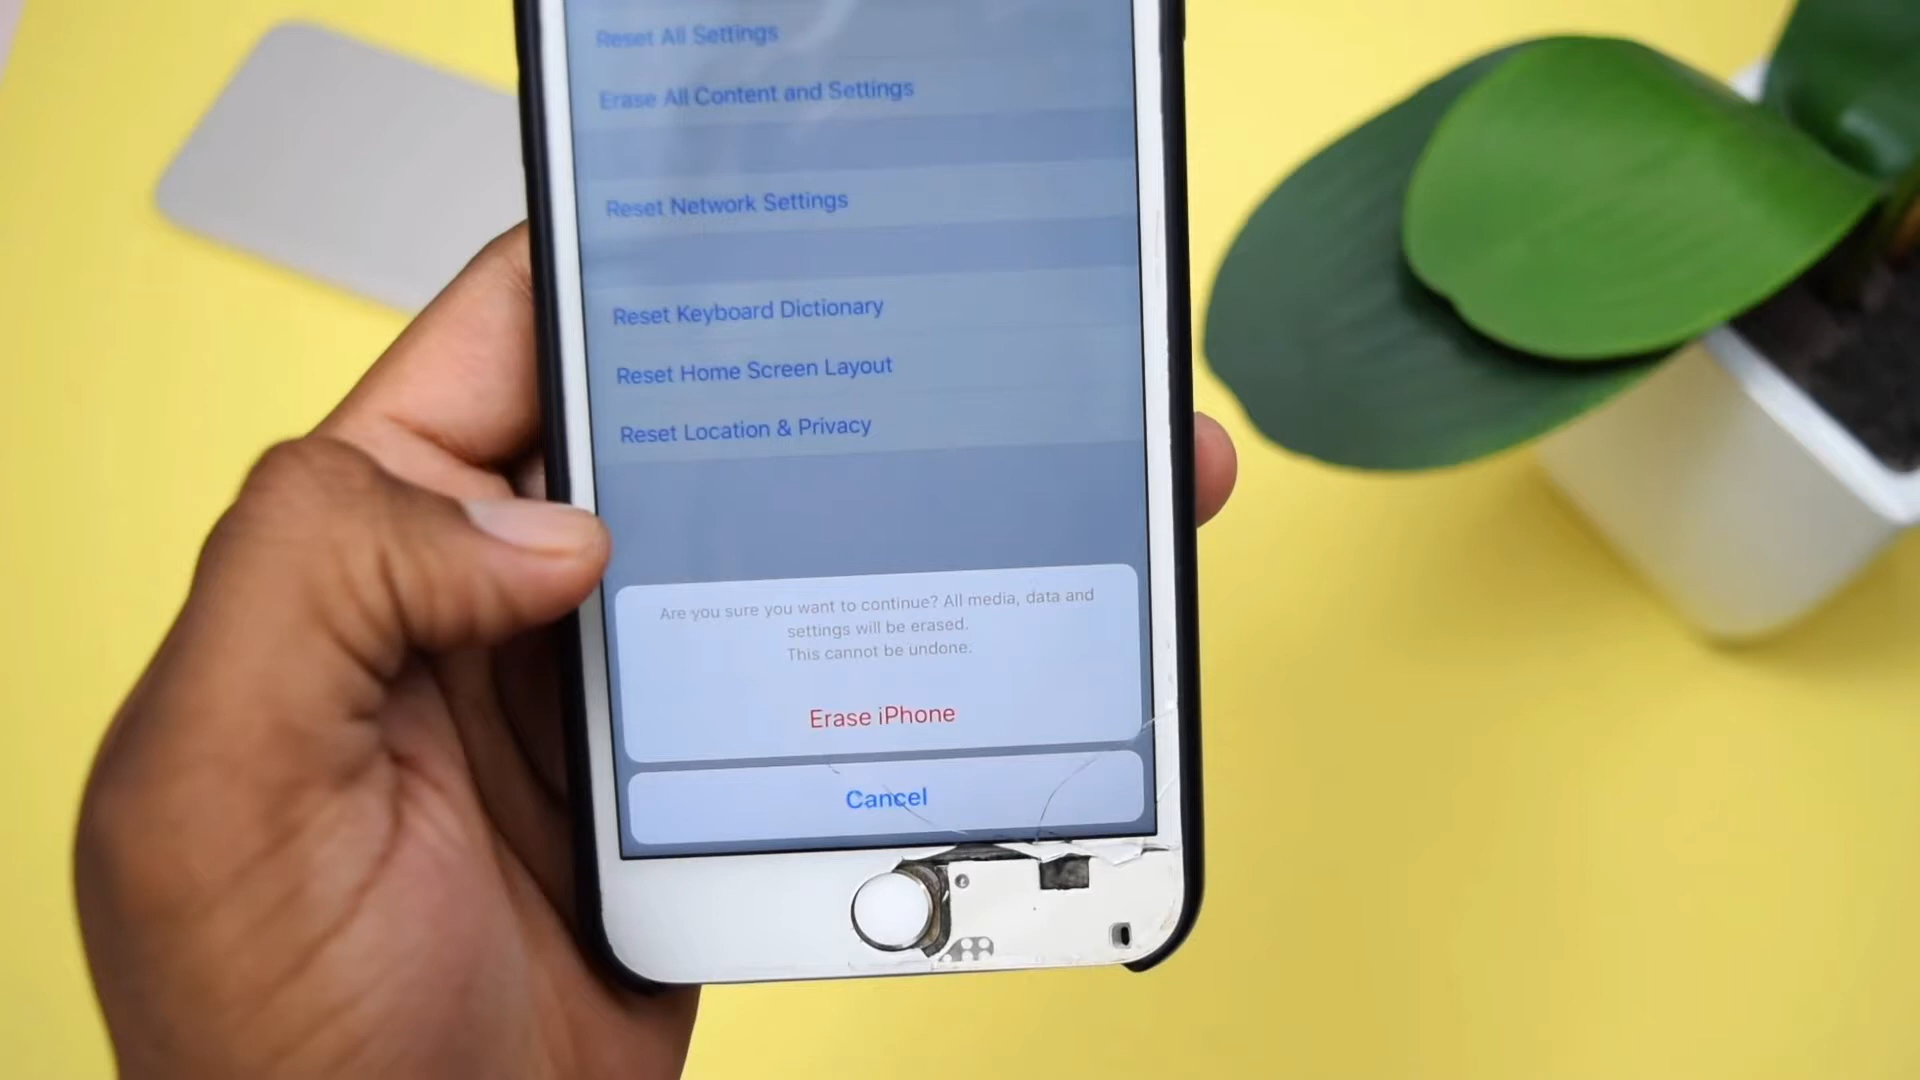 Reset All Settings
Erase All Content and Settings
Reset Network Settings
Reset Keyboard Dictionary
Reset Home Screen Layout
Reset Location & Privacy
Are you sure you want to continue? All media, data and
settings will be erased.
This cannot be undone.
Erase iPhone
Cancel